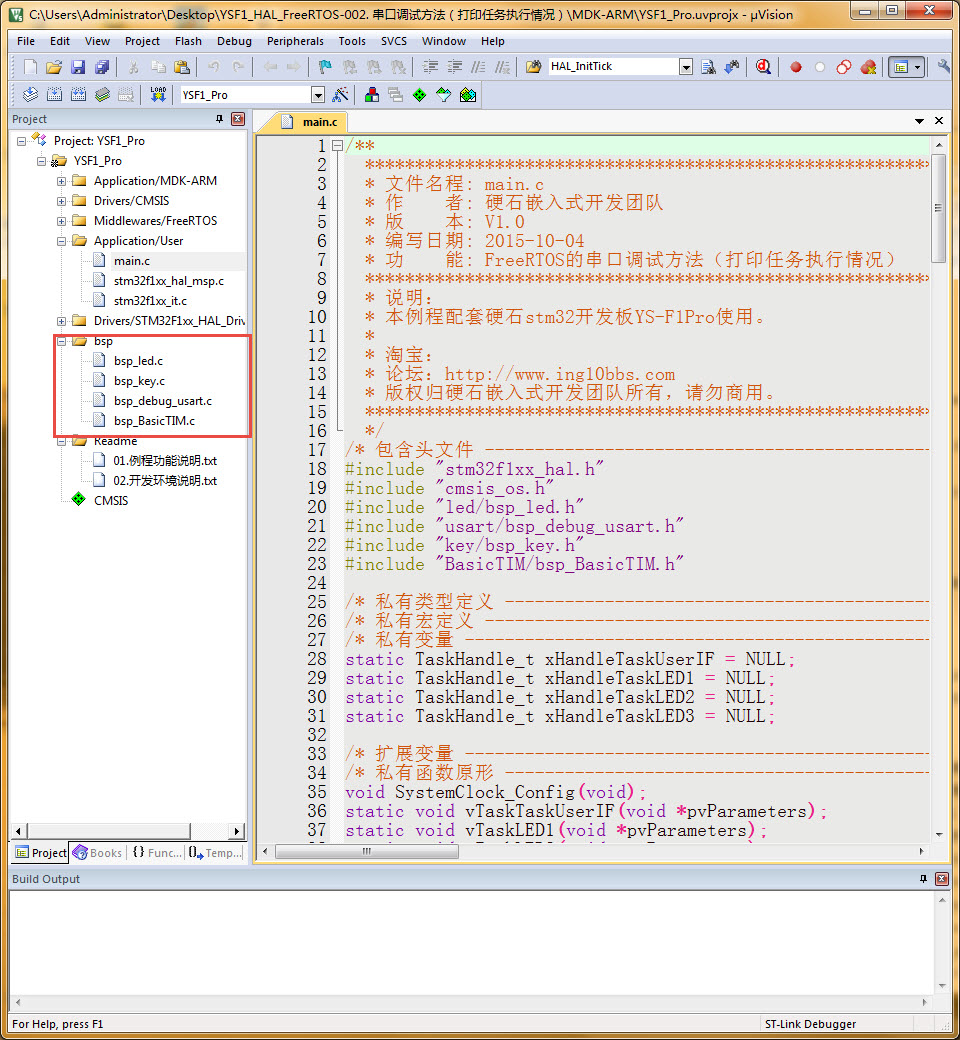 C:\Users\Administrator\Desktop\YSF1_HAL_FreeRTOS-002. 串口调试方法（打印任务执行情况）\MDK-ARM\YSF1_Pro.uvprojx - µVision
File Edit View Project Flash Debug Peripherals Tools SVCS Window Help
HAL_InitTick
LOAD YSF1_Pro
Project
Project: YSF1_Pro
YSF1_Pro
Application/MDK-ARM
Drivers/CMSIS
Middlewares/FreeRTOS
Application/User
main.c
stm32f1xx_hal_msp.c
stm32f1xx_it.c
Drivers/STM32F1xx_HAL_Driv
bsp
bsp_led.c
bsp_key.c
bsp_debug_usart.c
bsp_BasicTIM.c
Readme
01.例程功能说明.txt
02.开发环境说明.txt
CMSIS
Project Books {} Func... Temp...
main.c
1 /**
2 **********************************************************
3 * 文件名程: main.c
4 * 作 者: 硬石嵌入式开发团队
5 * 版 本: V1.0
6 * 编写日期: 2015-10-04
7 * 功 能: FreeRTOS的串口调试方法（打印任务执行情况）
8 **********************************************************
9 * 说明：
10 * 本例程配套硬石stm32开发板YS-F1Pro使用。
11 *
12 * 淘宝：
13 * 论坛：http://www.ing10bbs.com
14 * 版权归硬石嵌入式开发团队所有，请勿商用。
15 **********************************************************
16 */
17 /* 包含头文件 ---------------------------------------------
18 #include "stm32f1xx_hal.h"
19 #include "cmsis_os.h"
20 #include "led/bsp_led.h"
21 #include "usart/bsp_debug_usart.h"
22 #include "key/bsp_key.h"
23 #include "BasicTIM/bsp_BasicTIM.h"
24
25 /* 私有类型定义 -------------------------------------------
26 /* 私有宏定义 ---------------------------------------------
27 /* 私有变量 -----------------------------------------------
28 static TaskHandle_t xHandleTaskUserIF = NULL;
29 static TaskHandle_t xHandleTaskLED1 = NULL;
30 static TaskHandle_t xHandleTaskLED2 = NULL;
31 static TaskHandle_t xHandleTaskLED3 = NULL;
32
33 /* 扩展变量 -----------------------------------------------
34 /* 私有函数原形 -------------------------------------------
35 void SystemClock_Config(void);
36 static void vTaskTaskUserIF(void *pvParameters);
37 static void vTaskLED1(void *pvParameters);
Build Output
For Help, press F1
ST-Link Debugger